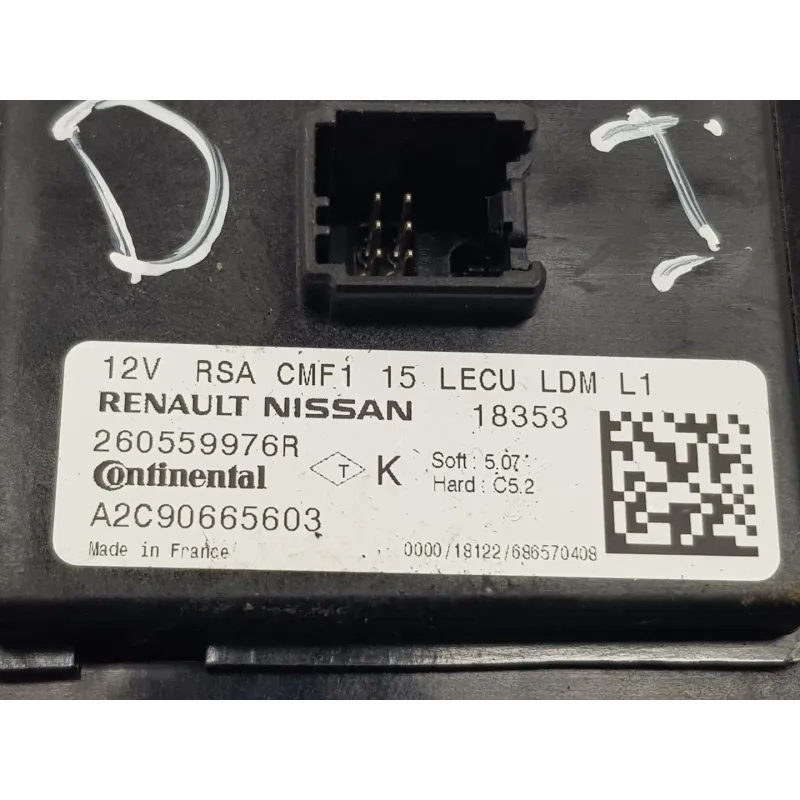 D I
12V RSA CMF1 15 LECU LDM L1
RENAULT NISSAN 18353
260559976R
Continental T K Soft : 5.07
Hard : C5.2
A2C90665603
Made in France 0000/18122/686570408